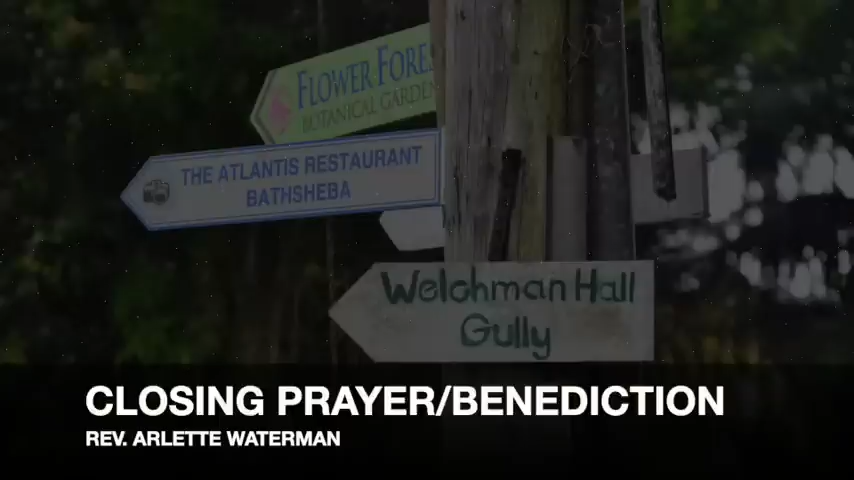 FLOWER FORES
BOTANICAL GARDEN
THE ATLANTIS RESTAURANT
BATHSHEBA
Welchman Hall
Gully
CLOSING PRAYER/BENEDICTION
REV. ARLETTE WATERMAN